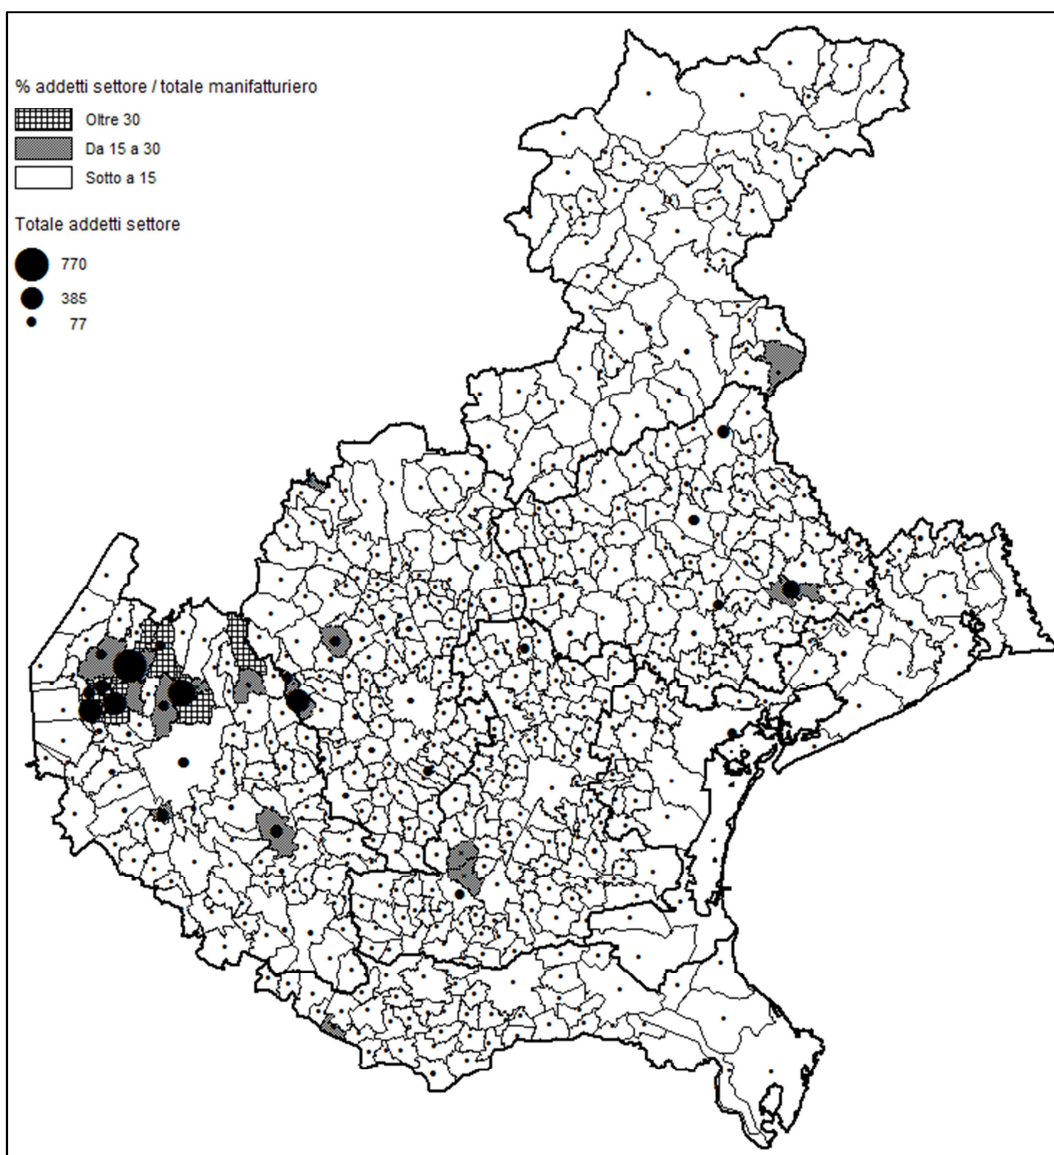 % addetti settore / totale manifatturiero
Oltre 30
Da 15 a 30
Sotto a 15
Totale addetti settore
770
385
77